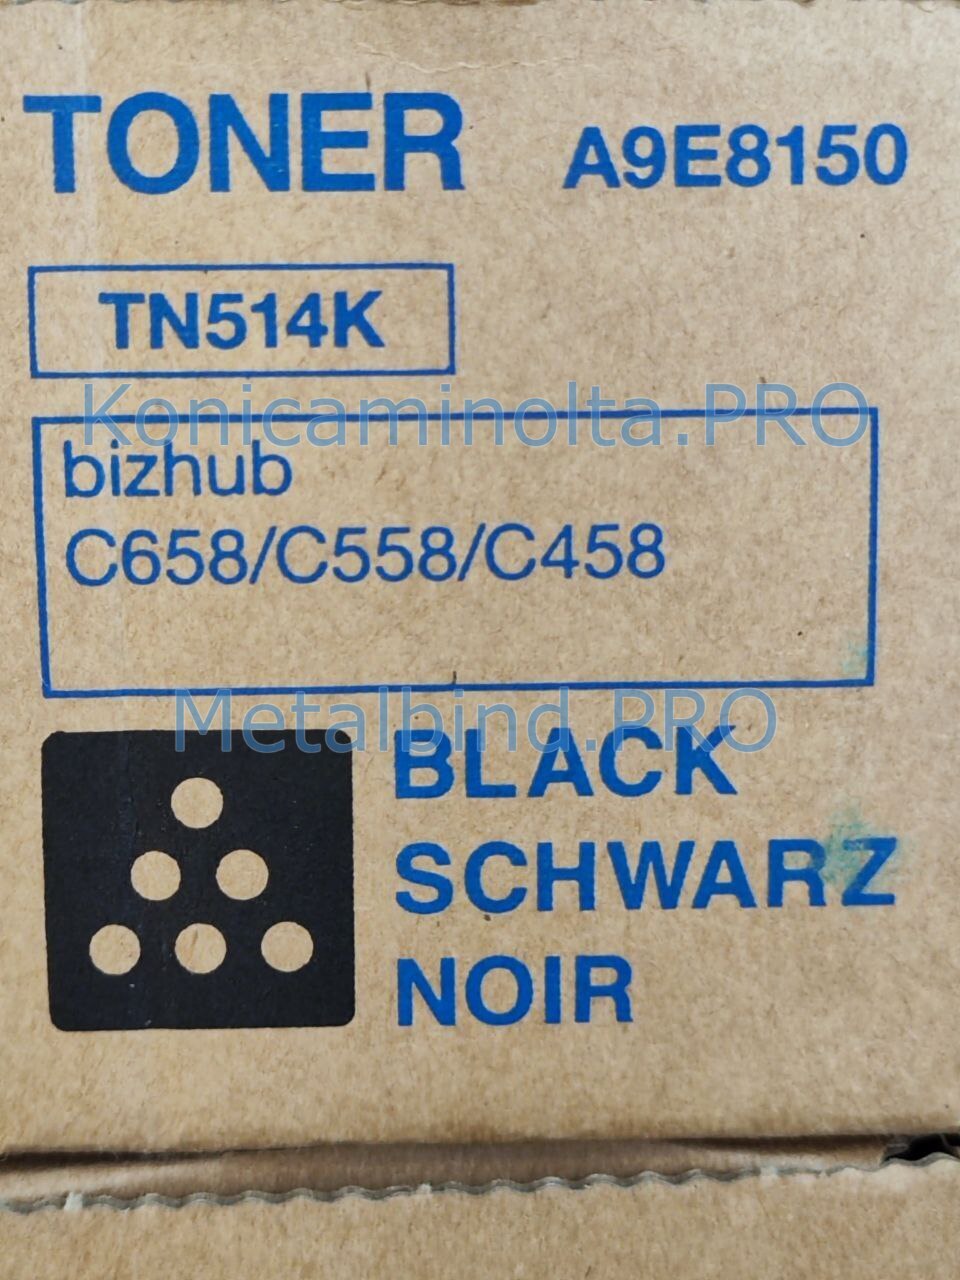 TONER A9E8150
TN514K
Konicaminolta.PRO
bizhub
C658/C558/C458
Metalbind.PRO
BLACK
SCHWARZ
NOIR